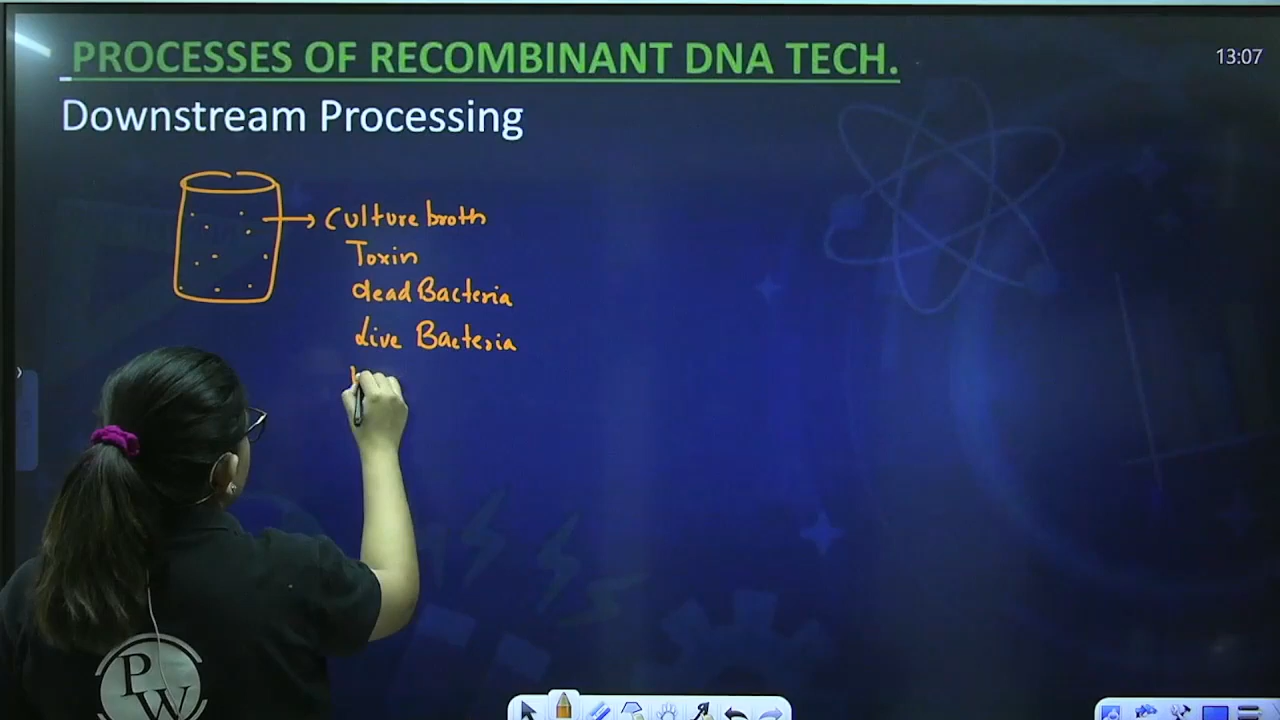 PROCESSES OF RECOMBINANT DNA TECH.
13:07
Downstream Processing
Culture broth
Toxin
dead Bacteria
Live Bacteria
PW